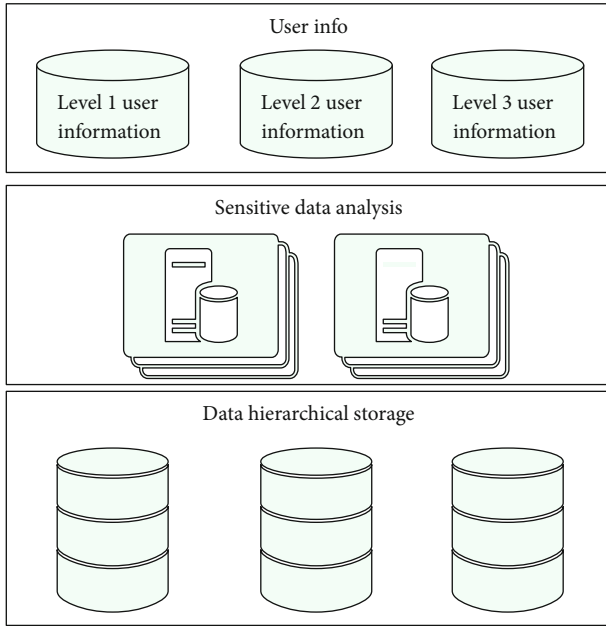 User info
Level 1 user
information
Level 2 user
information
Level 3 user
information
Sensitive data analysis
Data hierarchical storage